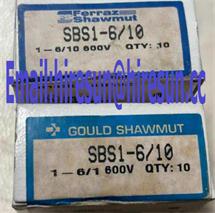 Ferraz
Shawmut
SBS1-6/10
1-6/10 600V QTY: 10
Email:hiresun@hiresun.cc
GOULD SHAWMUT
SBS1-6/10
1-6/1 600V QTY: 10